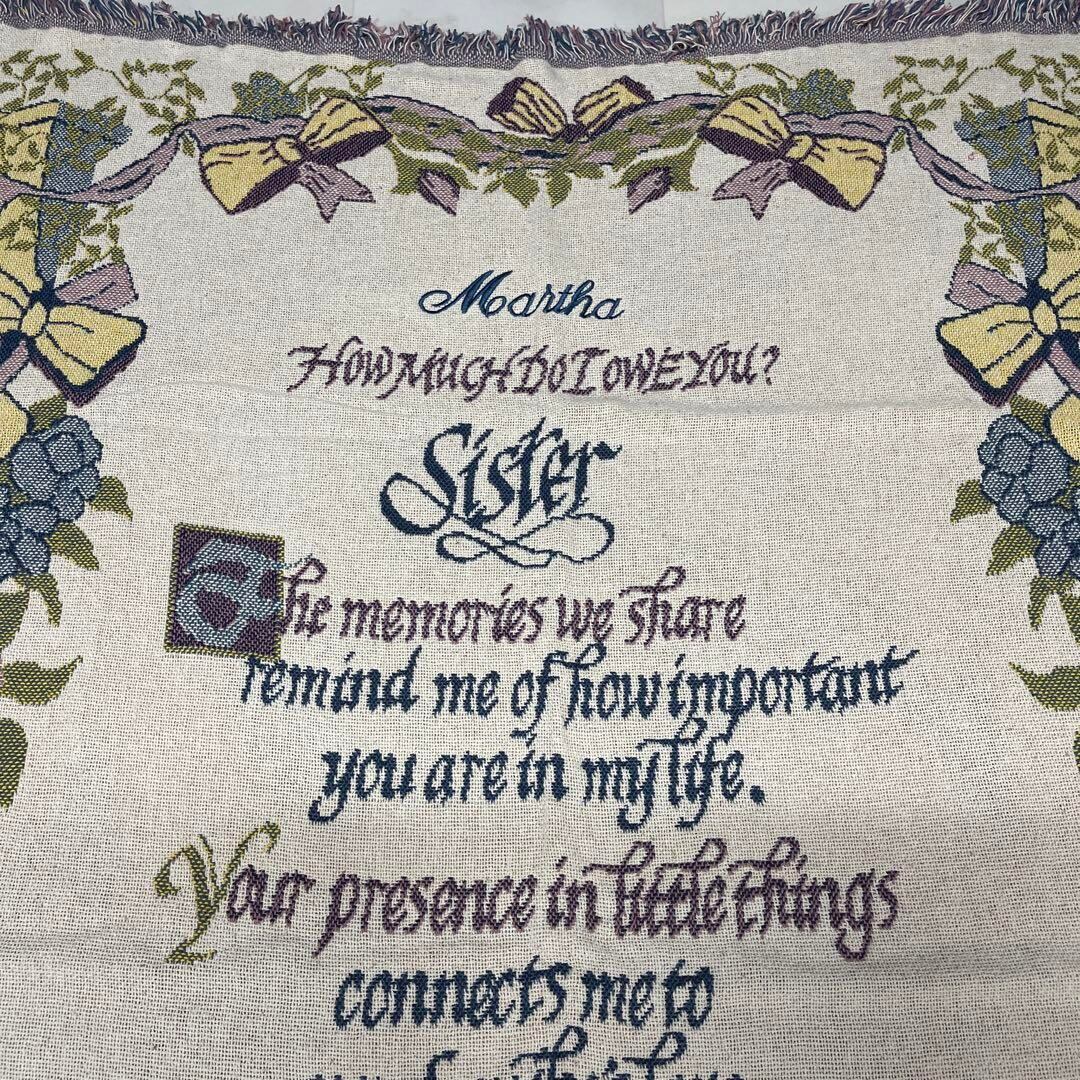 Martha
HOW MUCH DO I OWE YOU?
Sister
The memories we share
remind me of how important
you are in my life.
Your presence in little things
connects me to